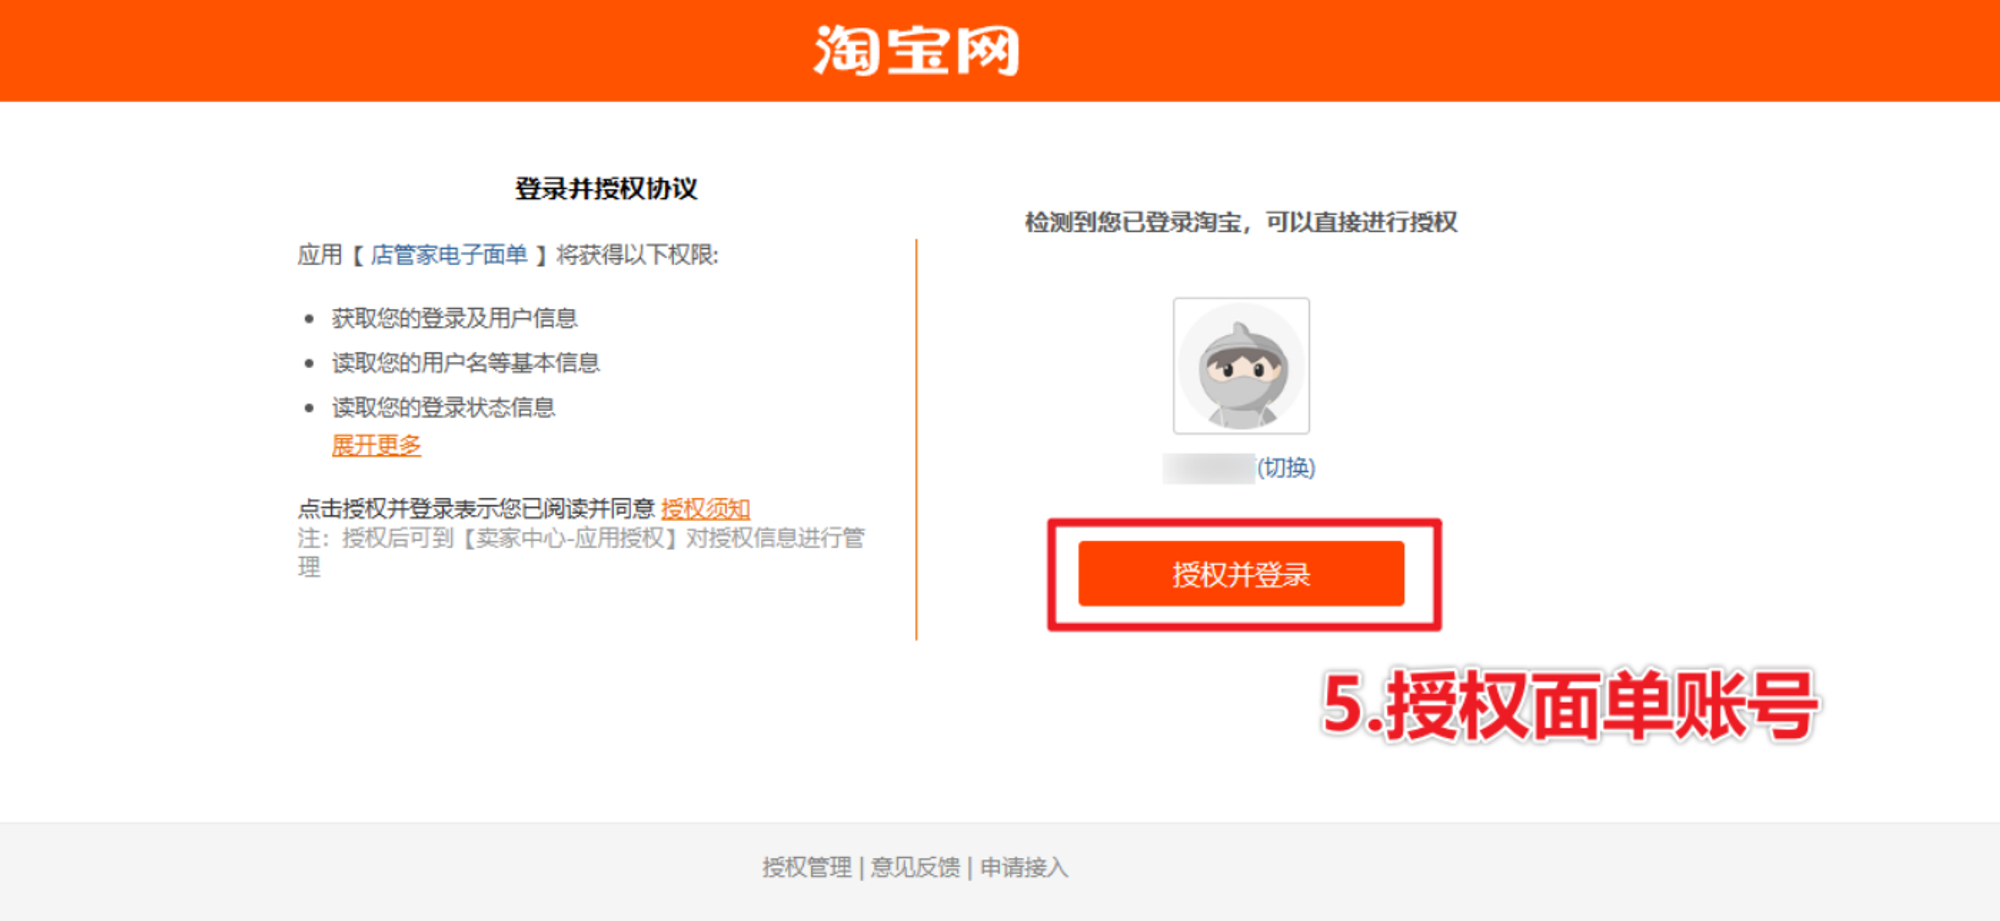 淘宝网
登录并授权协议
应用【 店管家电子面单 】将获得以下权限:
获取您的登录及用户信息
读取您的用户名等基本信息
读取您的登录状态信息
展开更多
点击授权并登录表示您已阅读并同意 授权须知
注：授权后可到【卖家中心-应用授权】对授权信息进行管
理
检测到您已登录淘宝，可以直接进行授权
(切换)
授权并登录
5.授权面单账号
授权管理 | 意见反馈 | 申请接入